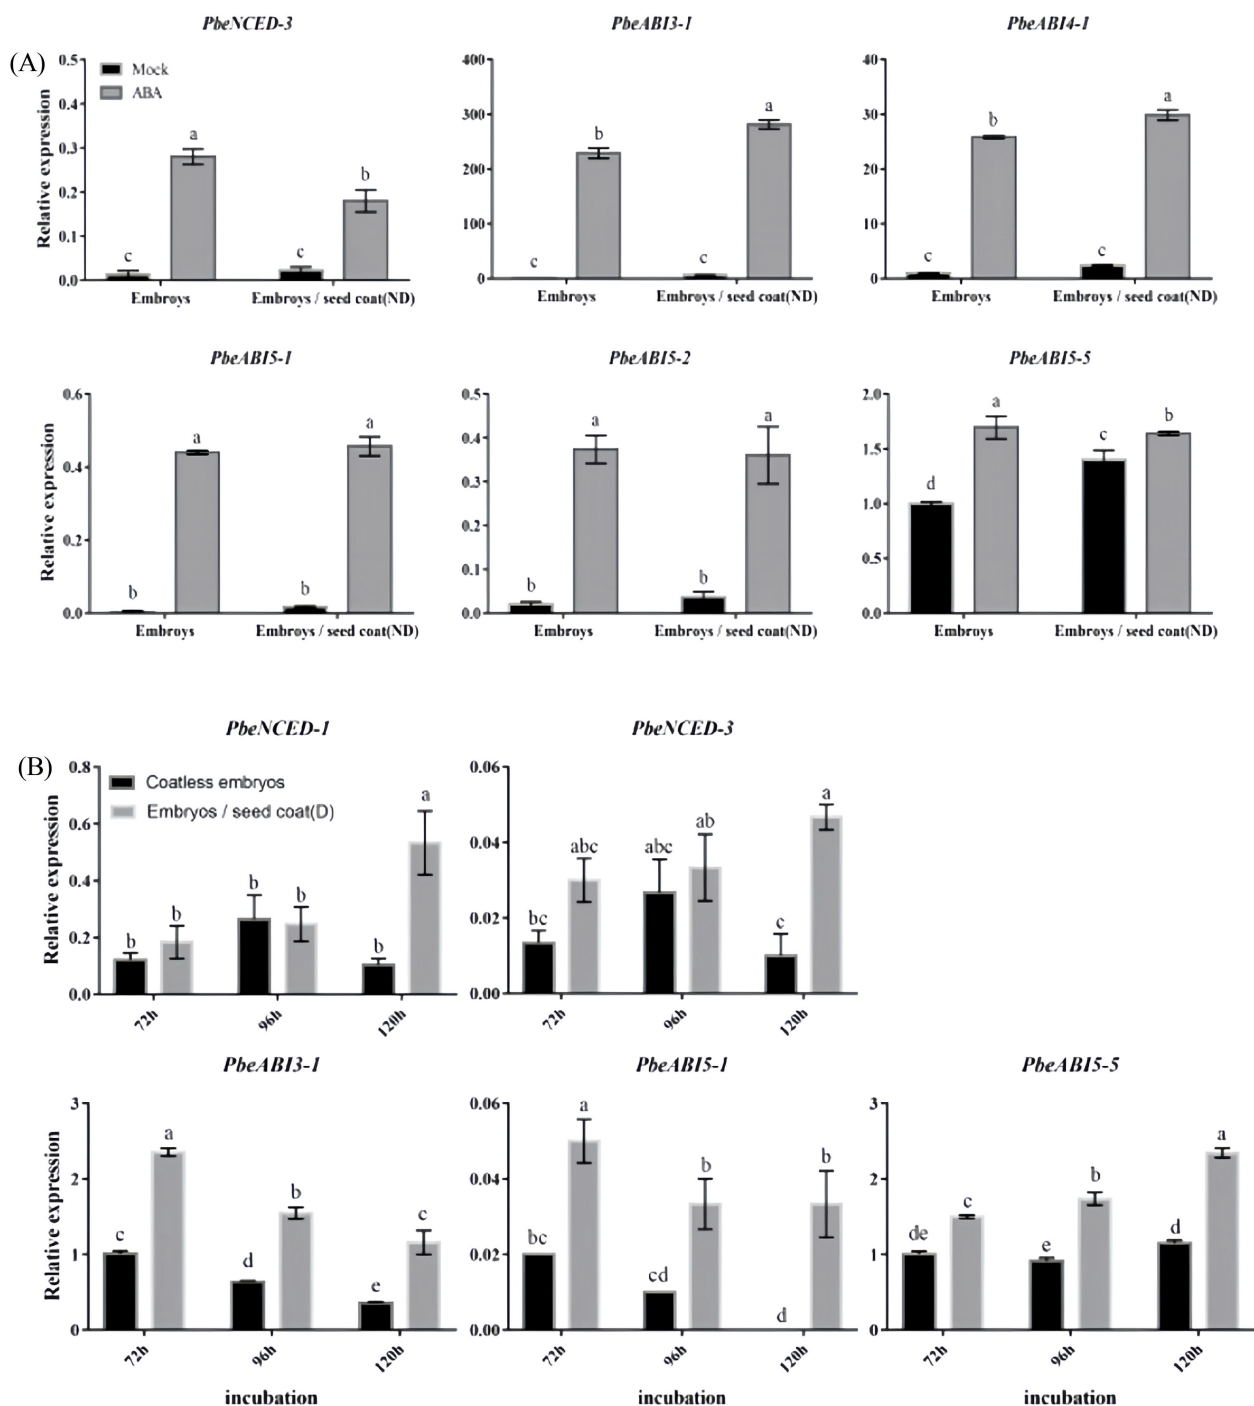 PbeNCED-3 PbeABI3-1 PbeABI4-1
(A)
Mock
ABA
Relative expression
0.5
0.4
0.3
0.2
0.1
0.0
c a c b
Embroys Embroys / seed coat(ND)
400
300
200
100
0
c b c a
Embroys Embroys / seed coat(ND)
40
30
20
10
0
c b c a
Embroys Embroys / seed coat(ND)
PbeABI5-1 PbeABI5-2 PbeABI5-5
Relative expression
0.6
0.4
0.2
0.0
b a b a
Embroys Embroys / seed coat(ND)
0.5
0.4
0.3
0.2
0.1
0.0
b a b a
Embroys Embroys / seed coat(ND)
2.0
1.5
1.0
0.5
0.0
d a c b
Embroys Embroys / seed coat(ND)
PbeNCED-1 PbeNCED-3
(B)
Coatless embryos
Embryos / seed coat(D)
Relative expression
0.8
0.6
0.4
0.2
0.0
b b b b b a
72h 96h 120h
0.06
0.04
0.02
0.00
bc abc abc ab c a
72h 96h 120h
PbeABI3-1 PbeABI5-1 PbeABI5-5
Relative expression
3
2
1
0
c a d b e c
72h 96h 120h
incubation
0.06
0.04
0.02
0.00
bc a cd b d b
72h 96h 120h
incubation
3
2
1
0
de c e b d a
72h 96h 120h
incubation